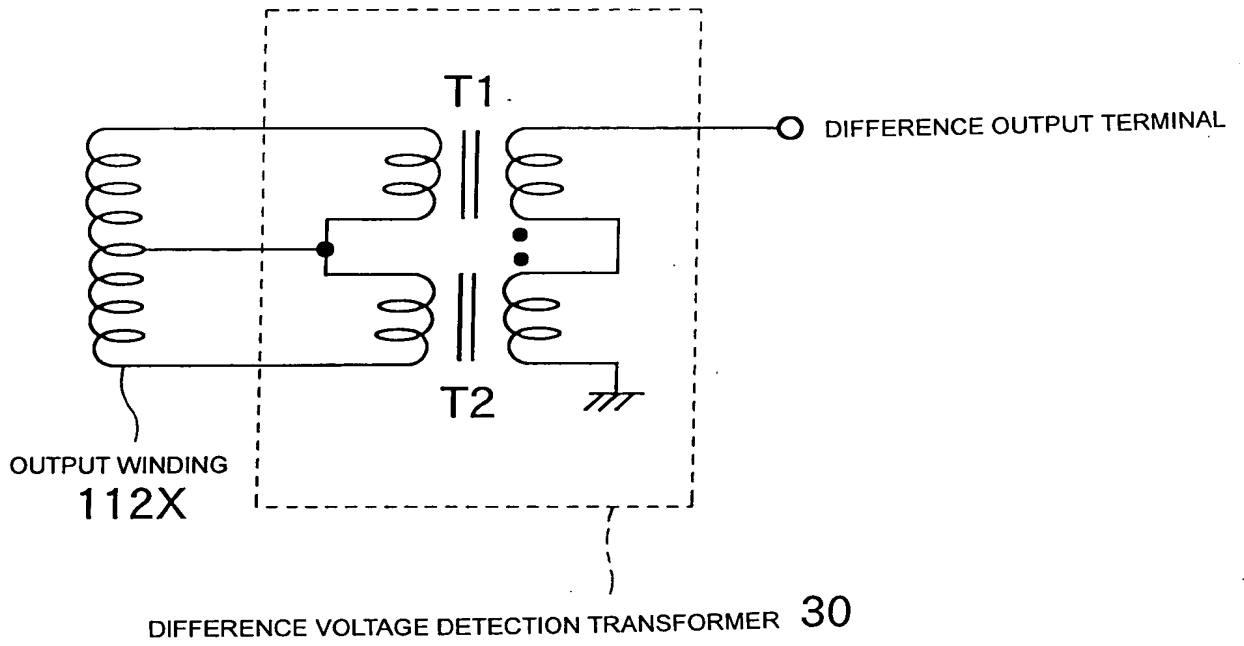 T1
DIFFERENCE OUTPUT TERMINAL
T2
OUTPUT WINDING
112X
DIFFERENCE VOLTAGE DETECTION TRANSFORMER 30